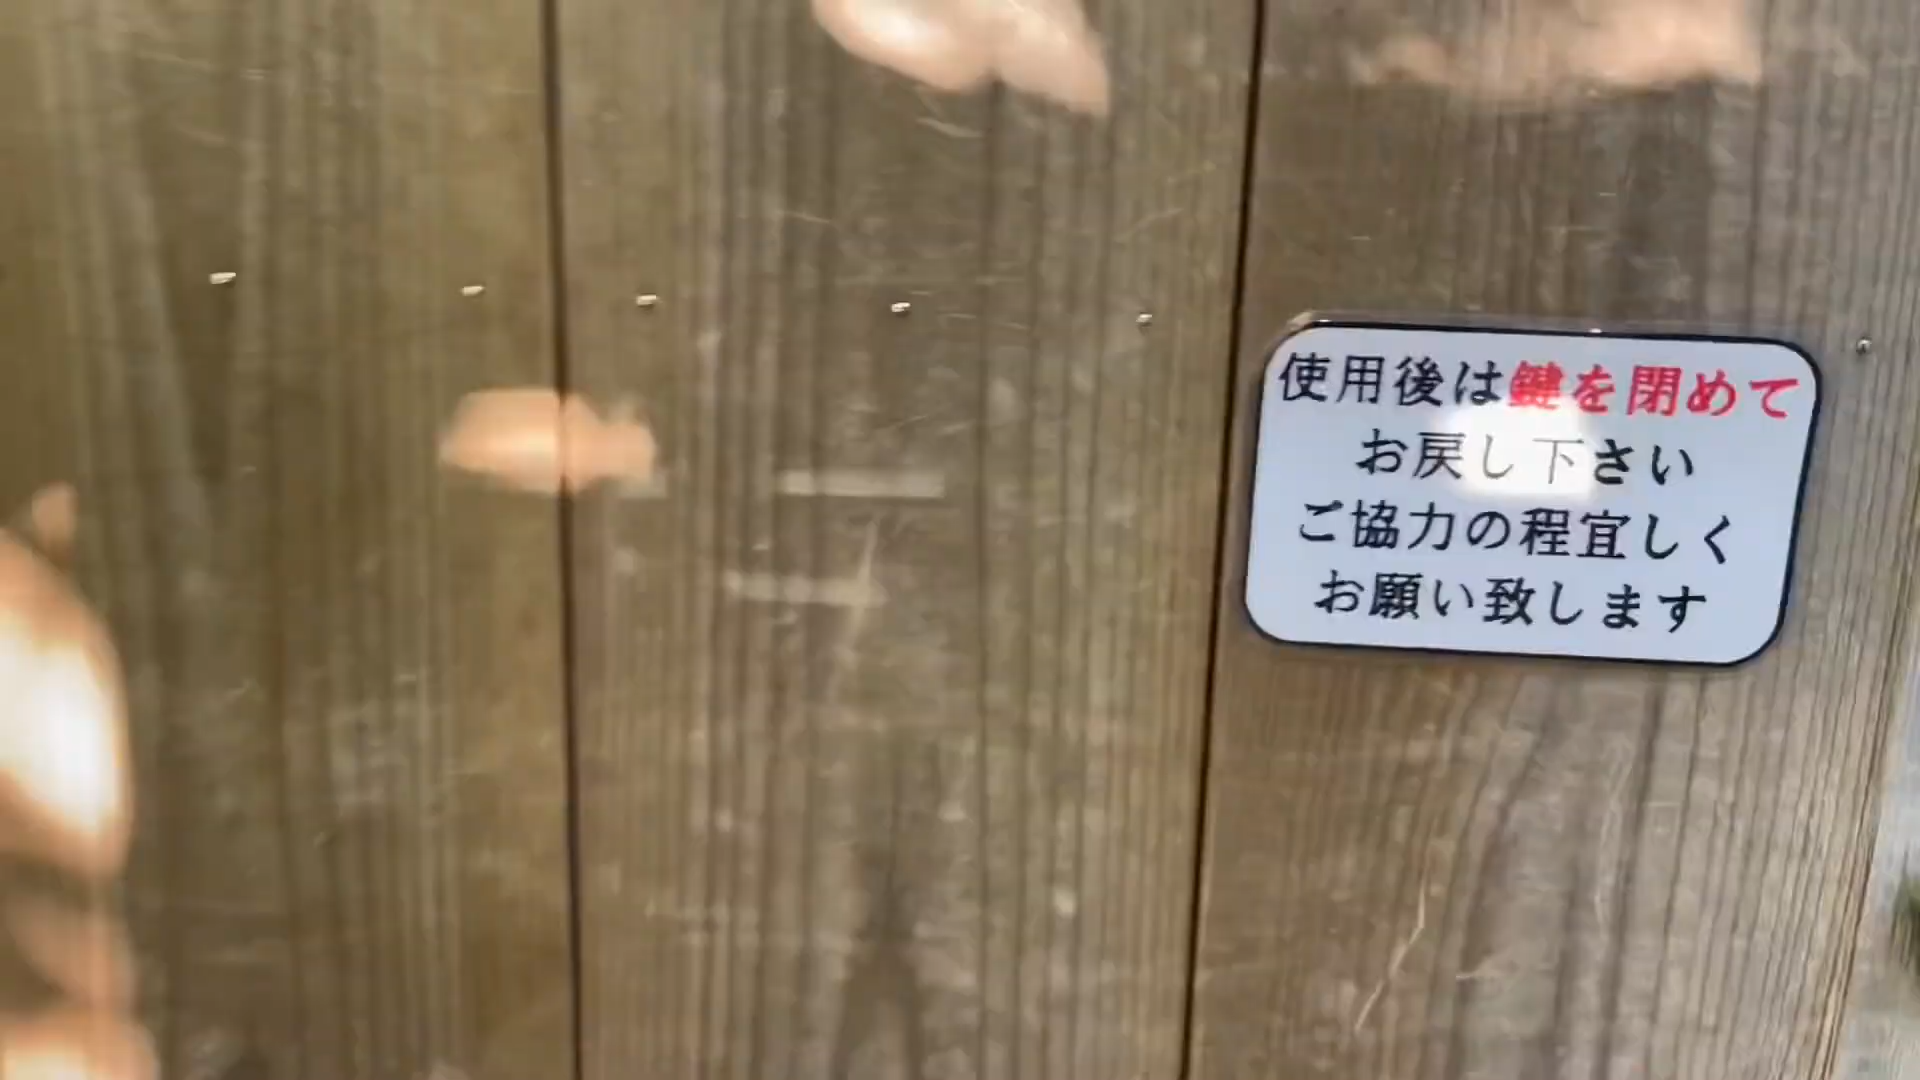 使用後は鍵を閉めて
お戻し下さい
ご協力の程宜しく
お願い致します